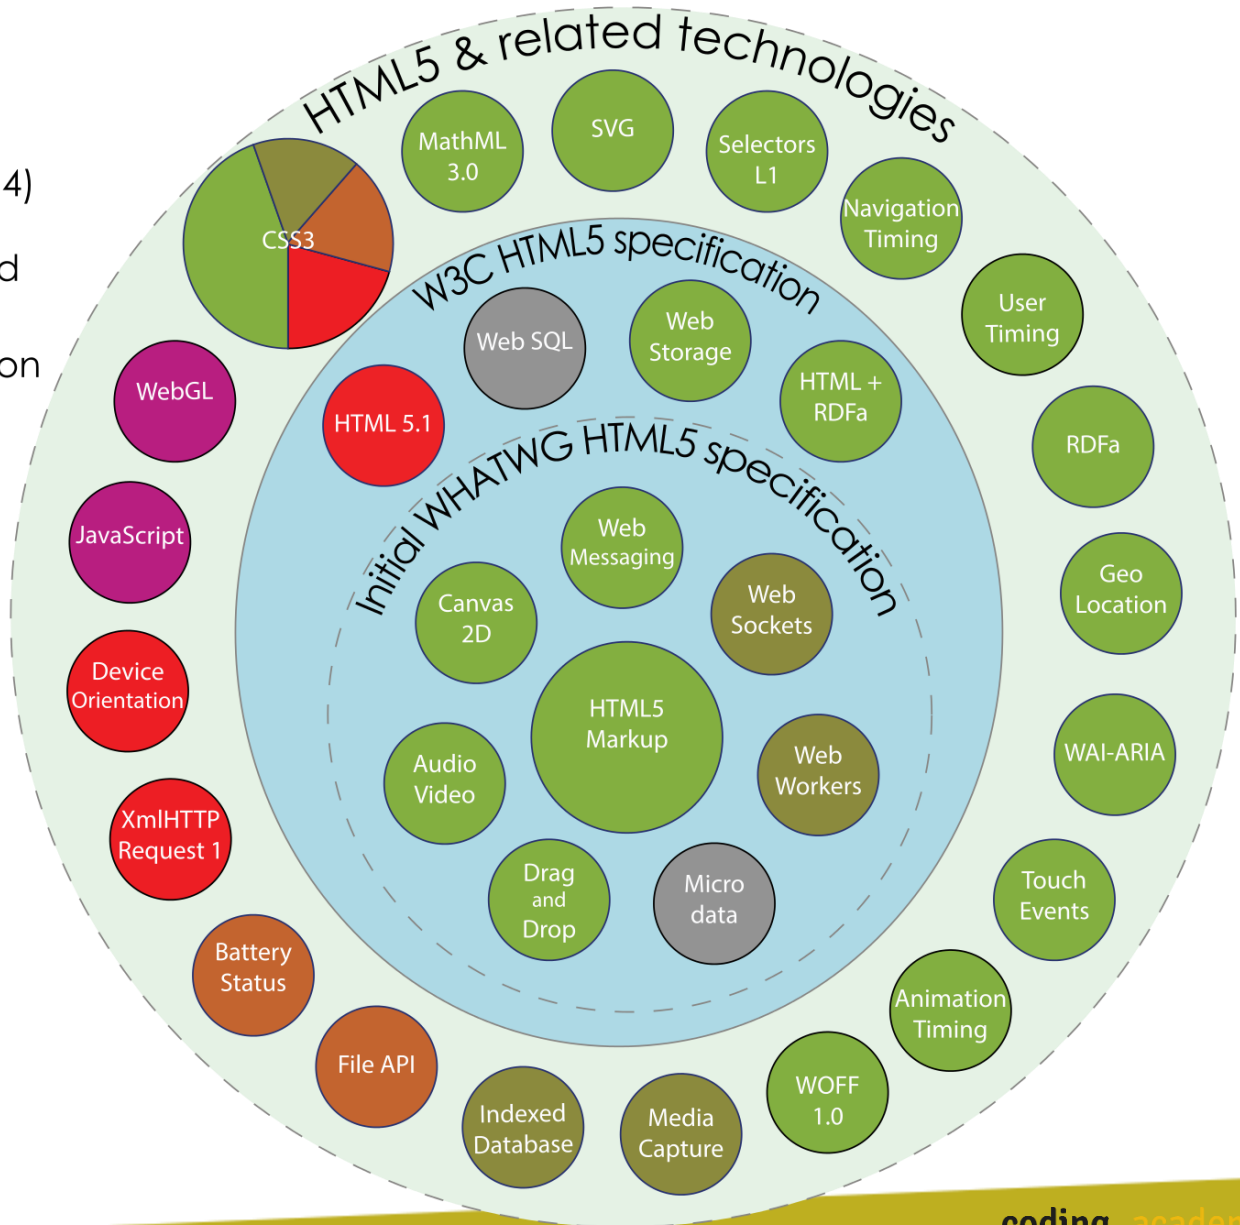 HTML5 & related technologies
4)
d
on
MathML
3.0
SVG
Selectors
L1
Navigation
Timing
User
Timing
RDFa
Geo
Location
WAI-ARIA
Touch
Events
Animation
Timing
WOFF
1.0
Media
Capture
Indexed
Database
File API
Battery
Status
XmlHTTP
Request 1
Device
Orientation
JavaScript
WebGL
CSS3
W3C HTML5 specification
HTML 5.1
Web SQL
Web
Storage
HTML +
RDFa
Initial WHATWG HTML5 specification
Web
Messaging
Canvas
2D
Web
Sockets
HTML5
Markup
Audio
Video
Web
Workers
Drag
and
Drop
Micro
data
coding